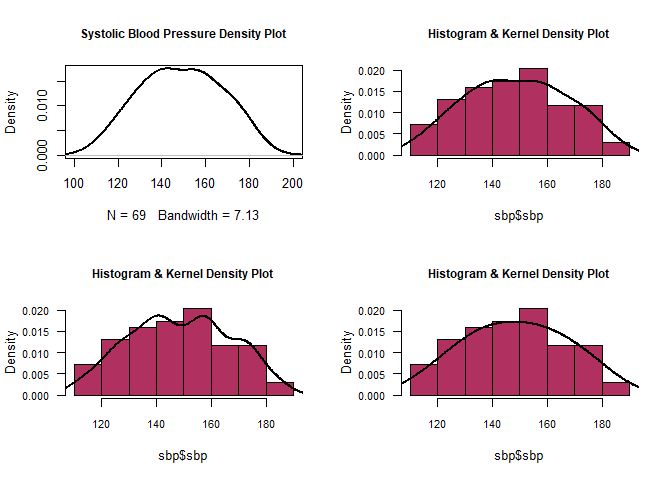 Systolic Blood Pressure Density Plot
Density
0.000 0.010
100 120 140 160 180 200
N = 69 Bandwidth = 7.13
Histogram & Kernel Density Plot
Density
0.020
0.015
0.010
0.005
0.000
120 140 160 180
sbp$sbp
Histogram & Kernel Density Plot
Density
0.020
0.015
0.010
0.005
0.000
120 140 160 180
sbp$sbp
Histogram & Kernel Density Plot
Density
0.020
0.015
0.010
0.005
0.000
120 140 160 180
sbp$sbp